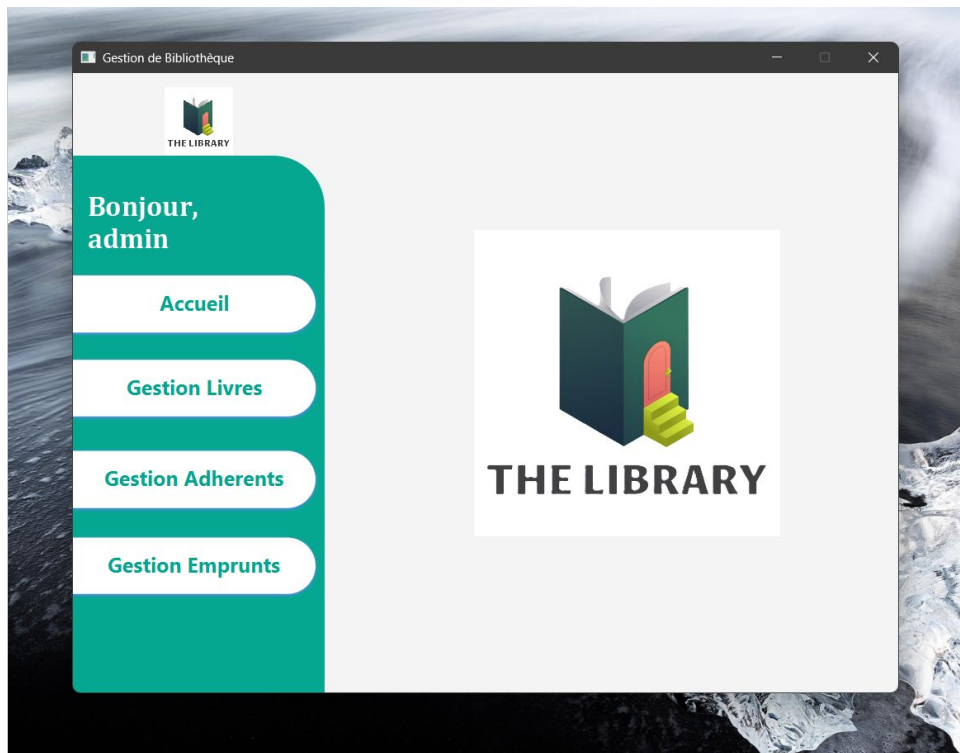 Gestion de Bibliothèque
THE LIBRARY
Bonjour,
admin
Accueil
Gestion Livres
Gestion Adherents
Gestion Emprunts
THE LIBRARY